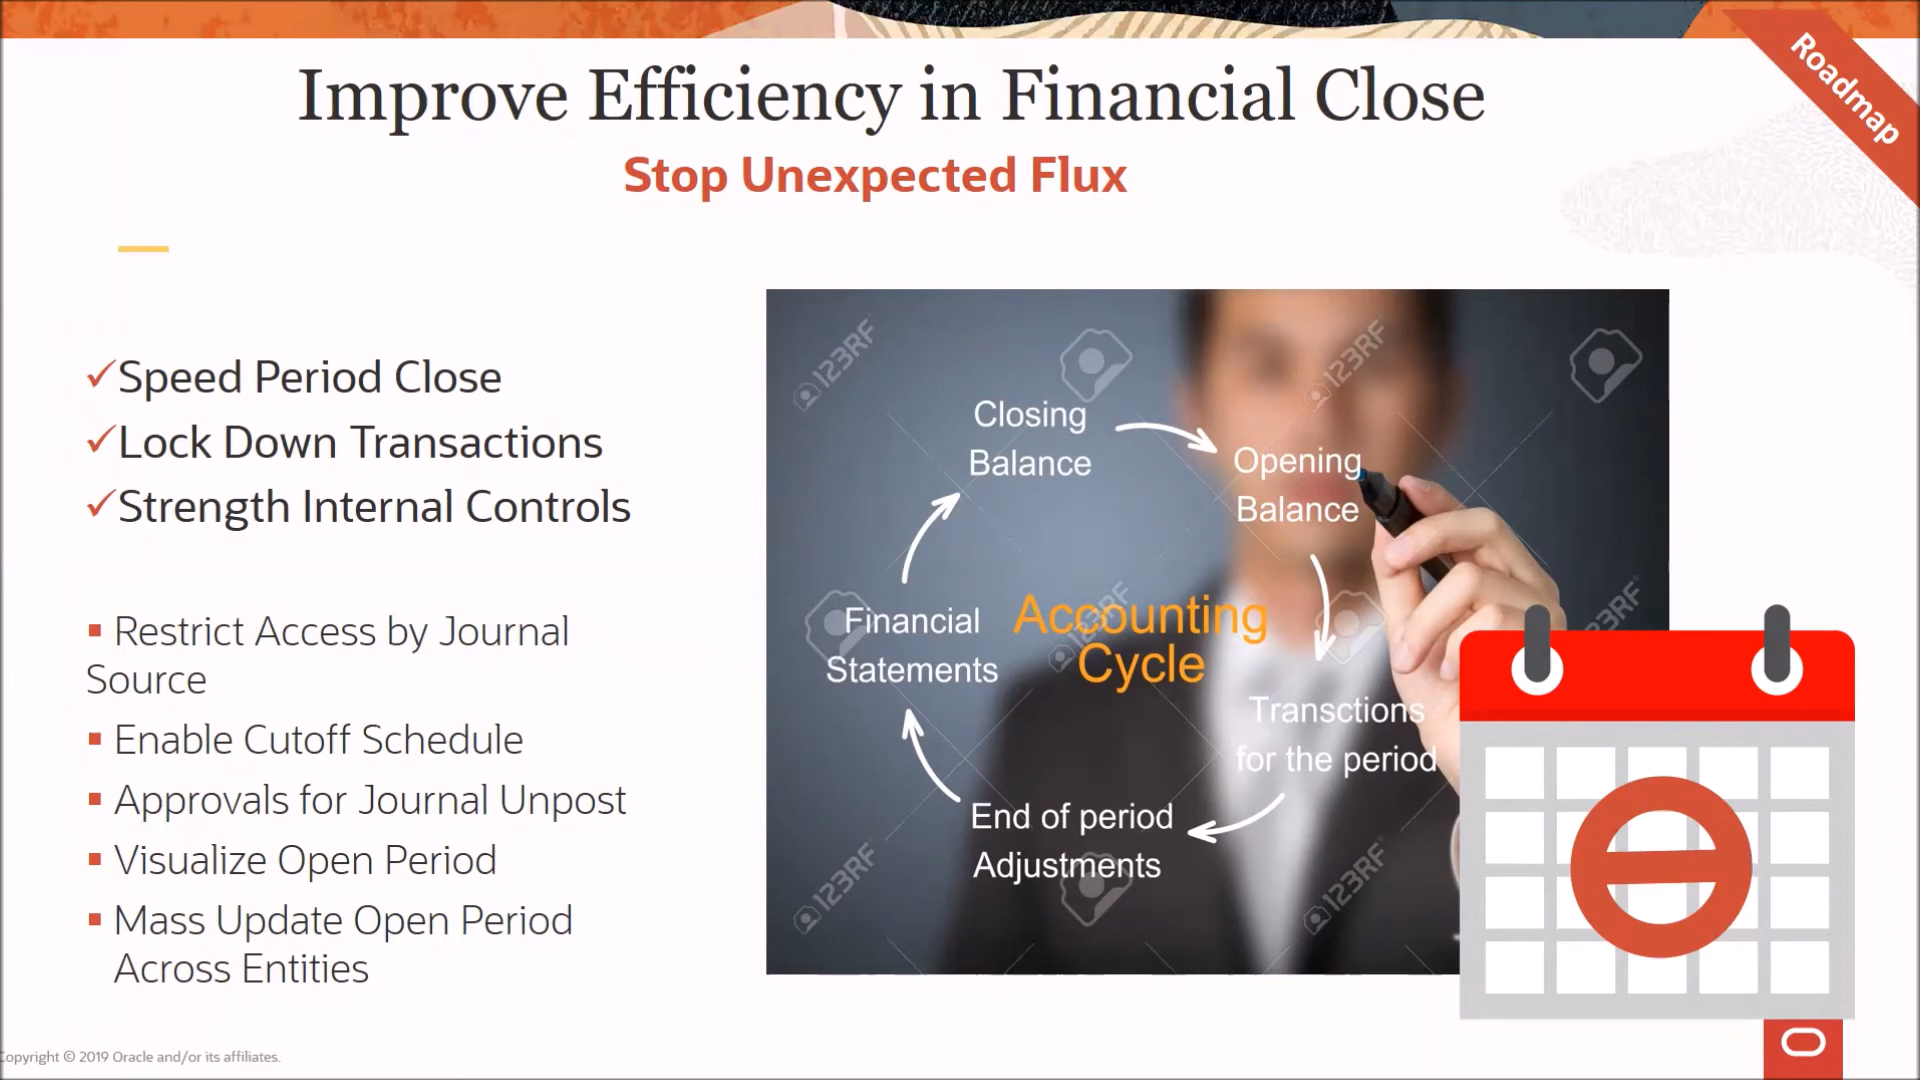 Roadmap
Improve Efficiency in Financial Close
Stop Unexpected Flux
✓Speed Period Close
✓Lock Down Transactions
✓Strength Internal Controls
▪ Restrict Access by Journal
Source
▪ Enable Cutoff Schedule
▪ Approvals for Journal Unpost
▪ Visualize Open Period
▪ Mass Update Open Period
Across Entities
Closing
Balance
Opening
Balance
Transctions
for the period
End of period
Adjustments
Financial
Statements
Accounting
Cycle
123RF
123RF
123RF
123RF
123RF
123RF
opyright © 2019 Oracle and/or its affiliates.